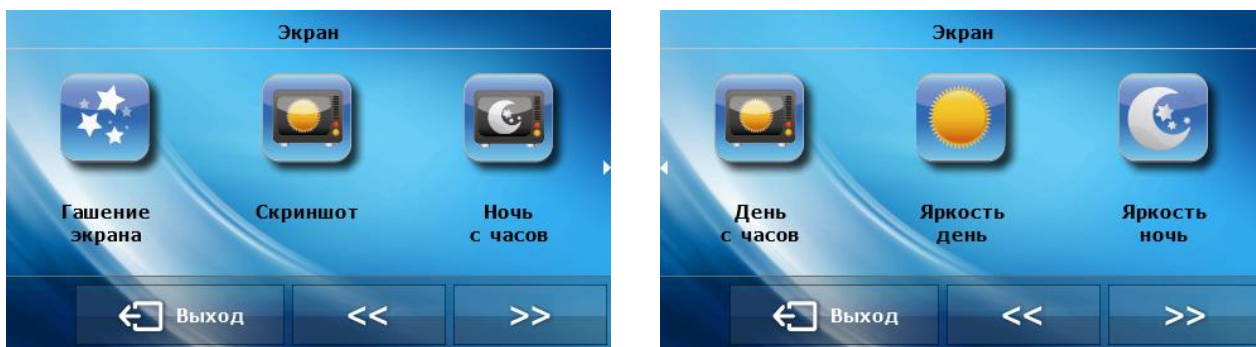 Экран
Гашение
экрана
Скриншот
Ночь
с часов
Выход
<<
>>
Экран
День
с часов
Яркость
день
Яркость
ночь
Выход
<<
>>